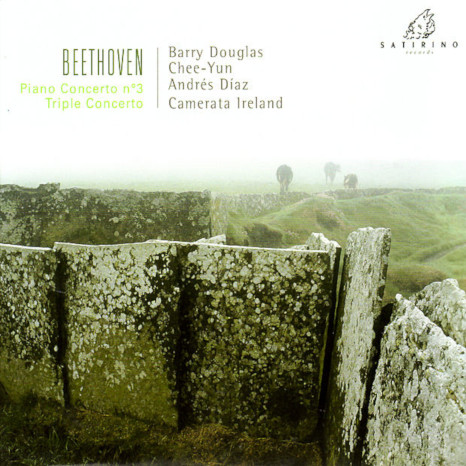 BEETHOVEN
Piano Concerto n°3
Triple Concerto
Barry Douglas
Chee-Yun
Andrés Díaz
Camerata Ireland
SATIRINO
records